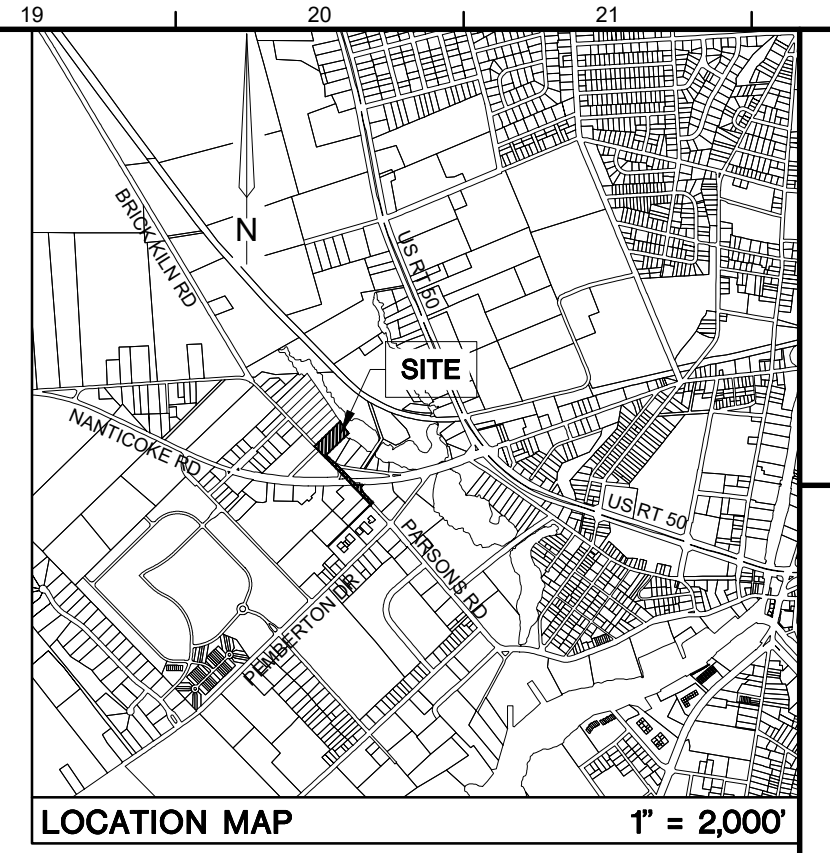 19 20 21
BRICK KILN RD
N
US RT 50
SITE
NANTICOKE RD
US RT 50
PARSONS RD
PEMBERTON DR
LOCATION MAP 1" = 2,000'